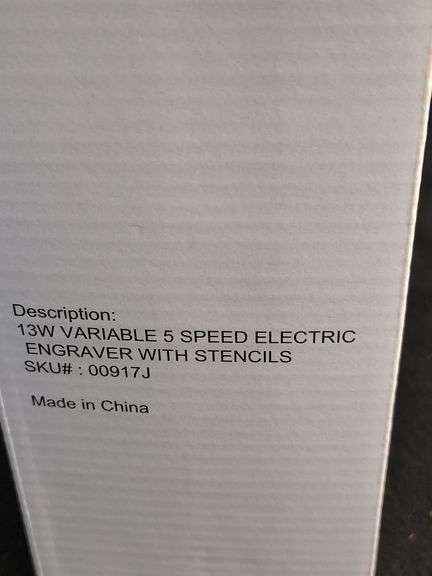 Description:
13W VARIABLE 5 SPEED ELECTRIC
ENGRAVER WITH STENCILS
SKU# : 00917J
Made in China